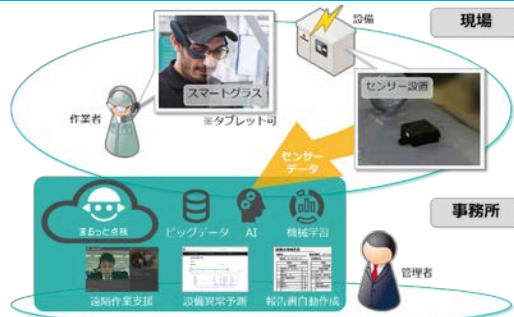 現場
設備
スマートグラス
センサー設置
作業者
※タブレット可
センサー
データ
事務所
まるっと点検
ビッグデータ
AI
機械学習
管理者
遠隔作業支援
設備異常予測
報告書自動作成